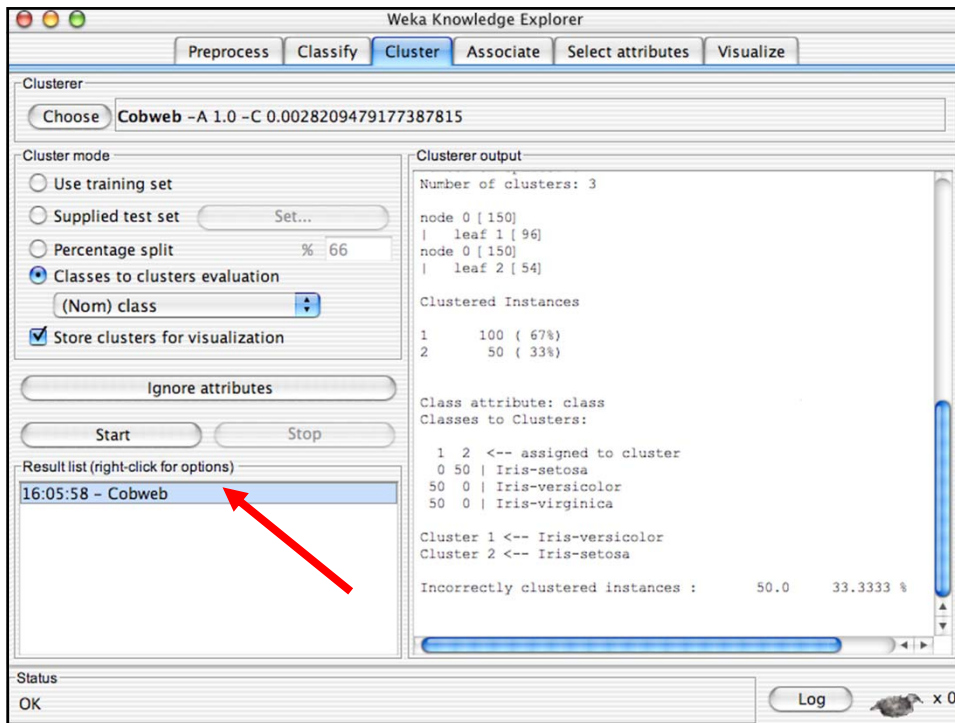 Weka Knowledge Explorer
Preprocess Classify Cluster Associate Select attributes Visualize
Clusterer
Choose Cobweb -A 1.0 -C 0.0028209479177387815
Cluster mode
Use training set
Supplied test set Set...
Percentage split % 66
Classes to clusters evaluation
(Nom) class
Store clusters for visualization
Ignore attributes
Start Stop
Result list (right-click for options)
16:05:58 - Cobweb
Clusterer output
Number of clusters: 3
node 0 [150]
| leaf 1 [96]
node 0 [150]
| leaf 2 [54]
Clustered Instances
1 100 ( 67%)
2 50 ( 33%)
Class attribute: class
Classes to Clusters:
1 2 <-- assigned to cluster
0 50 | Iris-setosa
50 0 | Iris-versicolor
50 0 | Iris-virginica
Cluster 1 <-- Iris-versicolor
Cluster 2 <-- Iris-setosa
Incorrectly clustered instances : 50.0 33.3333 %
Status
OK
Log x 0